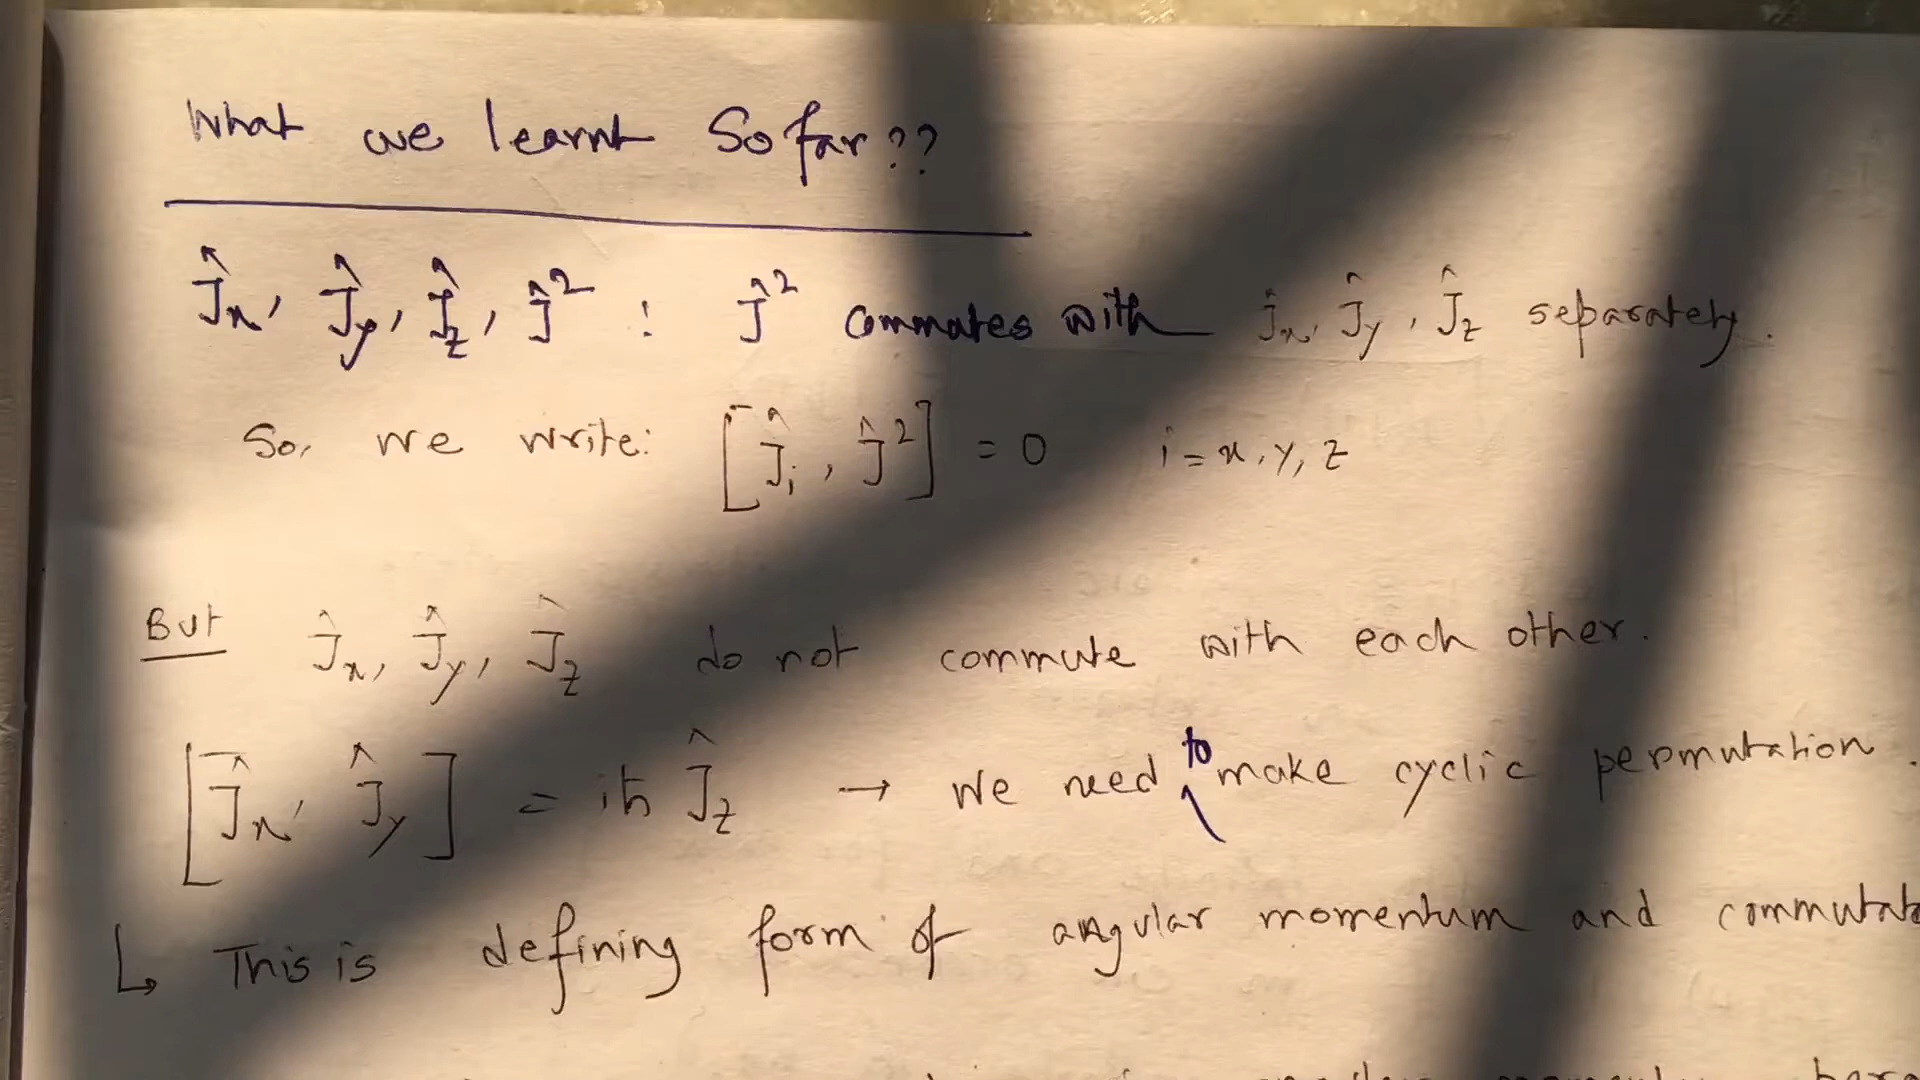 What we learnt So far??
Ĵx, Ĵy, Ĵz, Ĵ² : Ĵ² commutes with Ĵx, Ĵy, Ĵz separately.
So, we write: [Ĵi, Ĵ²] = 0 i = x, y, z
But Ĵx, Ĵy, Ĵz do not commute with each other.
[Ĵx, Ĵy] = iħ Ĵz → we need to make cyclic permutation.
↳ This is defining form of angular momentum and